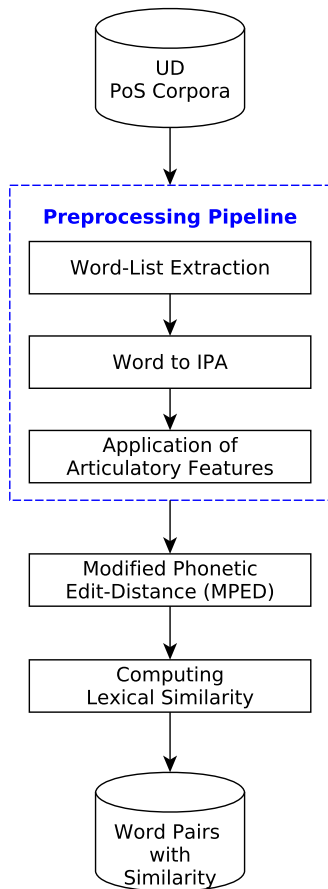 UD
PoS Corpora
Preprocessing Pipeline
Word-List Extraction
Word to IPA
Application of
Articulatory Features
Modified Phonetic
Edit-Distance (MPED)
Computing
Lexical Similarity
Word Pairs
with
Similarity